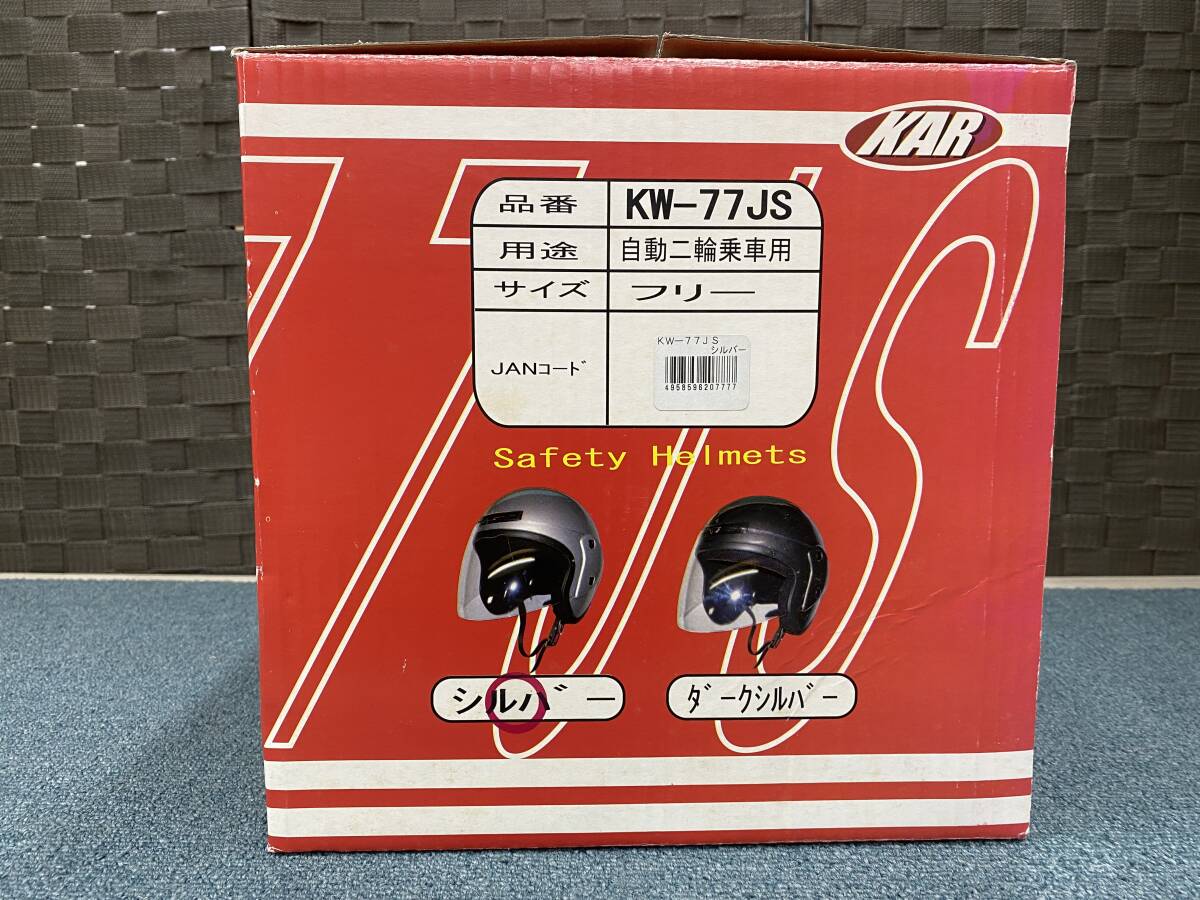 KAR
品番 KW-77JS
用途 自動二輪乗車用
サイズ フリー
JANコード
KW-77JS
シルバー
4958596207777
Safety Helmets
シルバー
ダークシルバー
77JS